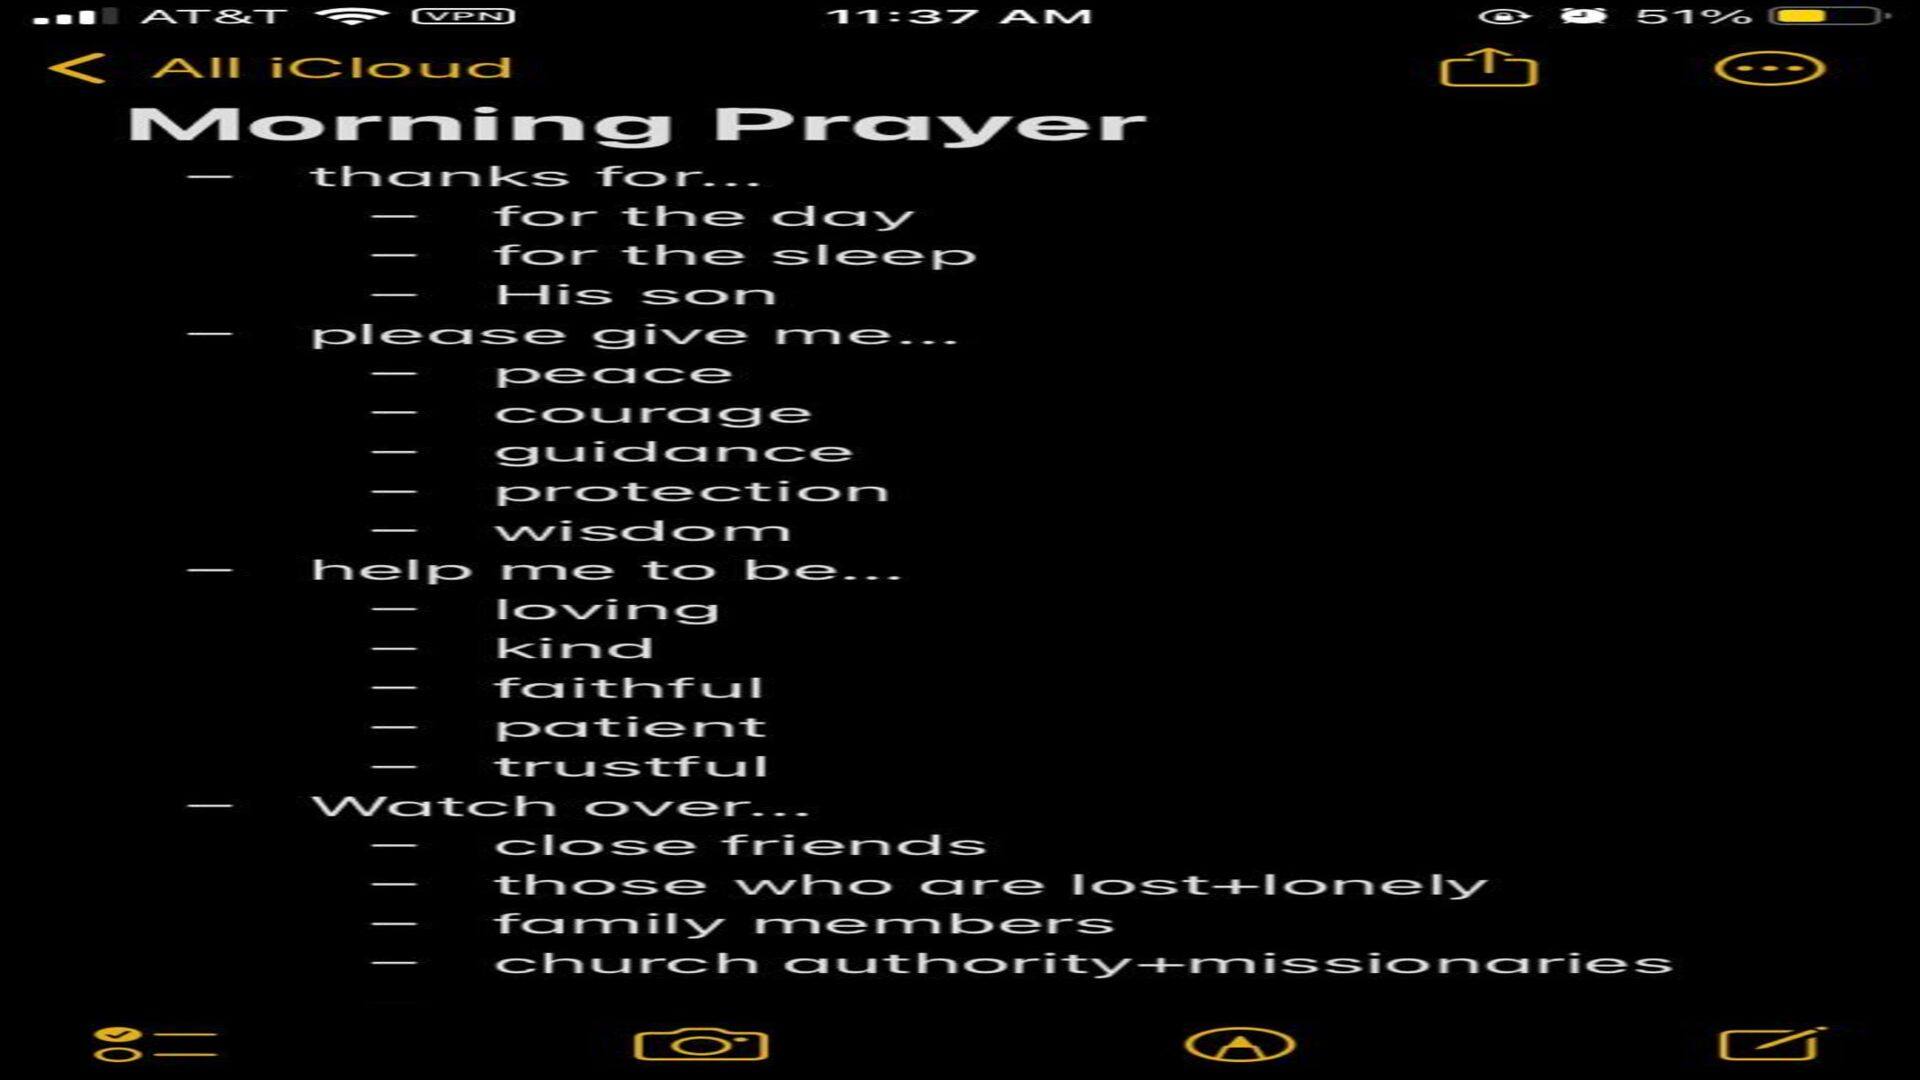 AT&T VPN 11:37 AM 51%
All iCloud
Morning Prayer
– thanks for...
– for the day
– for the sleep
– His son
– please give me...
– peace
– courage
– guidance
– protection
– wisdom
– help me to be...
– loving
– kind
– faithful
– patient
– trustful
– Watch over...
– close friends
– those who are lost+lonely
– family members
– church authority+missionaries